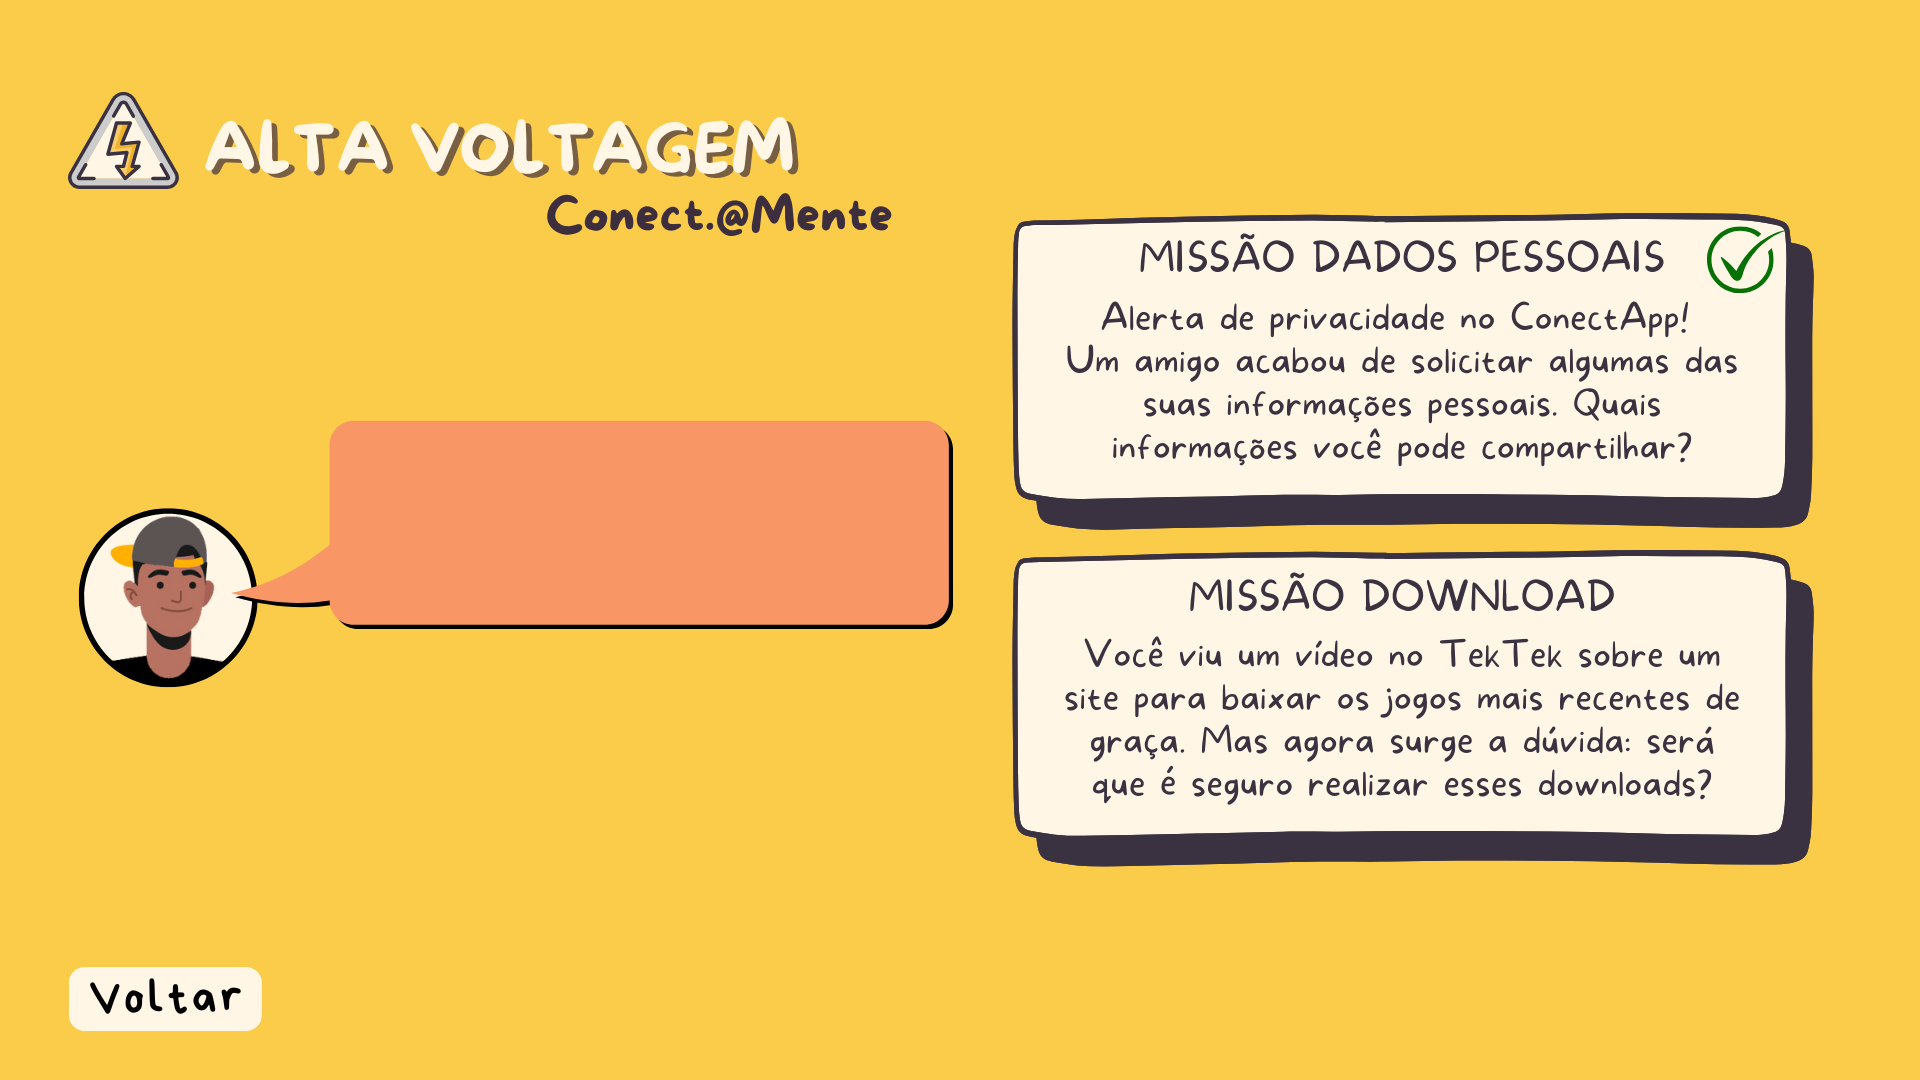 ALTA VOLTAGEM
Conect.@Mente
MISSÃO DADOS PESSOAIS
Alerta de privacidade no ConectApp!
Um amigo acabou de solicitar algumas das
suas informações pessoais. Quais
informações você pode compartilhar?
MISSÃO DOWNLOAD
Você viu um vídeo no TekTek sobre um
site para baixar os jogos mais recentes de
graça. Mas agora surge a dúvida: será
que é seguro realizar esses downloads?
Voltar